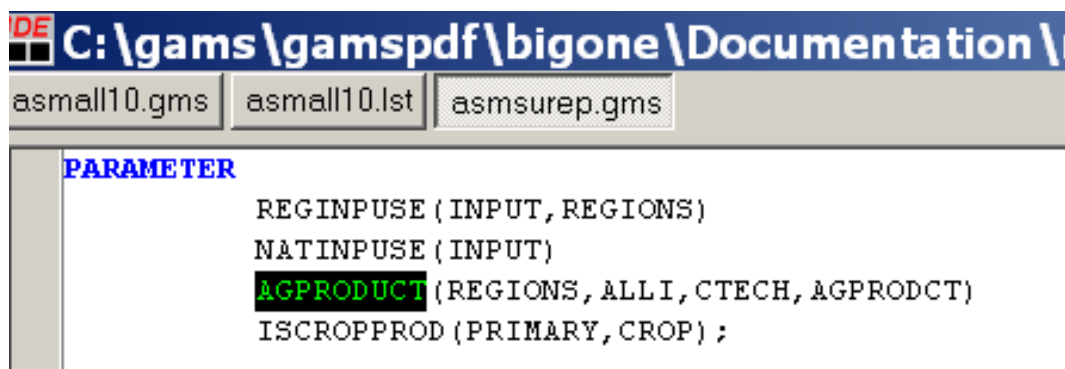 IDE C:\gams\gamspdf\bigone\Documentation\
asmall10.gms asmall10.lst asmsurep.gms
PARAMETER
REGINPUSE(INPUT,REGIONS)
NATINPUSE(INPUT)
AGPRODUCT(REGIONS,ALLI,CTECH,AGPRODCT)
ISCROPPROD(PRIMARY,CROP);